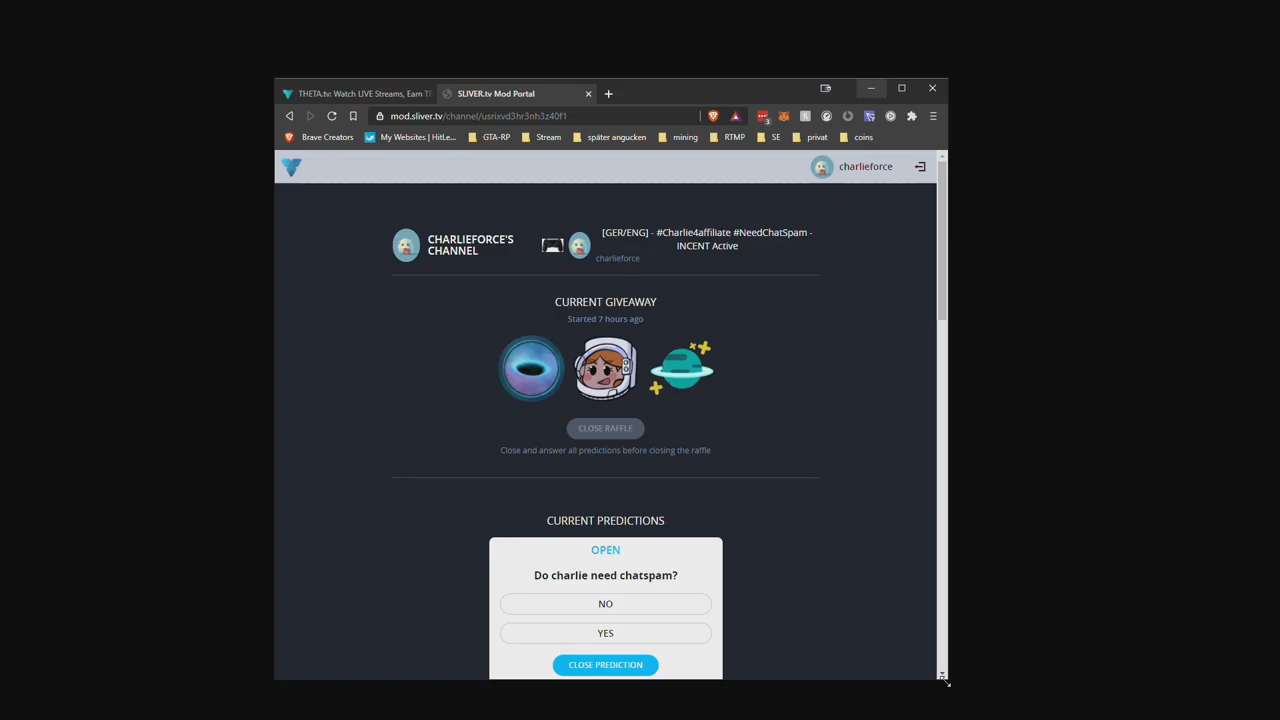 THETA.tv: Watch LIVE Streams, Earn TF
SLIVER.tv Mod Portal
mod.sliver.tv/channel/usrixvd3hr3nh3z40f1
3
Brave Creators
My Websites | HitLe...
GTA-RP
Stream
später angucken
mining
RTMP
SE
privat
coins
charlieforce
CHARLIEFORCE'S
CHANNEL
[GER/ENG] - #Charlie4affiliate #NeedChatSpam -
INCENT Active
charlieforce
CURRENT GIVEAWAY
Started 7 hours ago
CLOSE RAFFLE
Close and answer all predictions before closing the raffle
CURRENT PREDICTIONS
OPEN
Do charlie need chatspam?
NO
YES
CLOSE PREDICTION